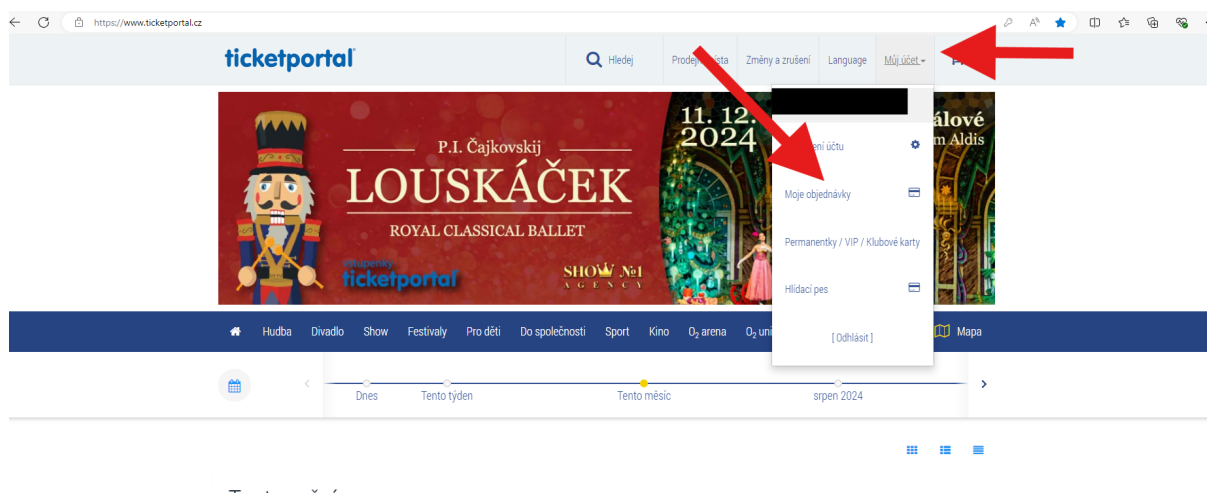 https://www.ticketportal.cz
ticketportal
Hledej
Změny a zrušení
Language
Můj účet
11. 12.
2024
álové
m Aldis
P.I. Čajkovskij
LOUSKÁČEK
ROYAL CLASSICAL BALLET
vstupenky
ticketportal
SHOW №1
AGENCY
účtu
Moje objednávky
Permanentky / VIP / Klubové karty
Hlídací pes
[ Odhlásit ]
Hudba
Divadlo
Show
Festivaly
Pro děti
Do společnosti
Sport
Kino
O₂ arena
O₂ uni
Mapa
Dnes
Tento týden
Tento měsíc
srpen 2024